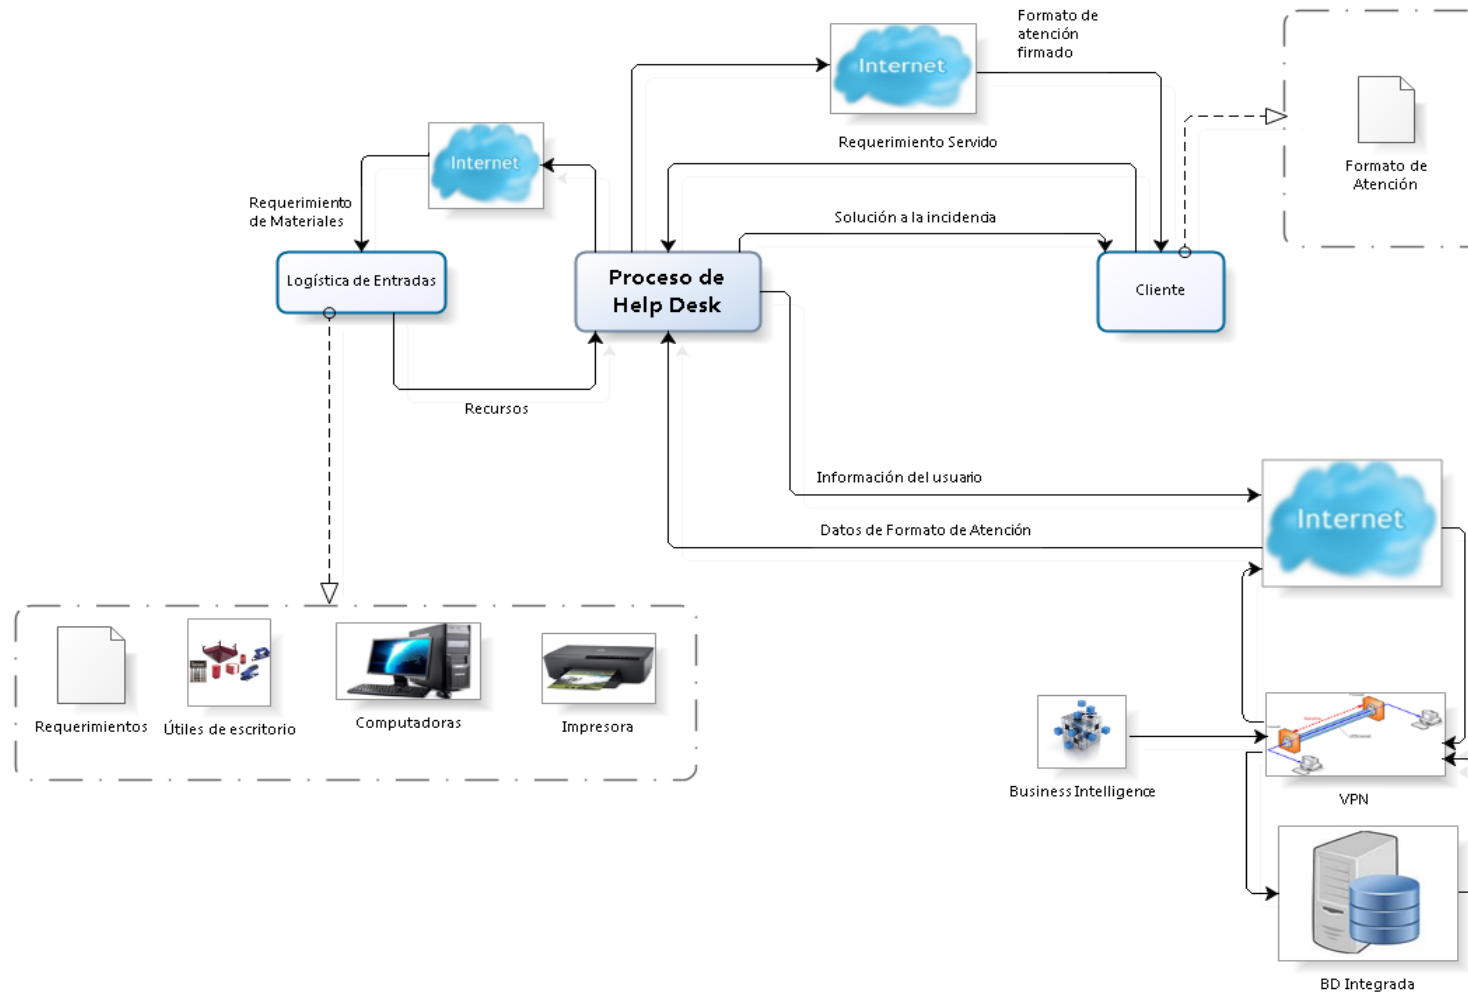 Formato de
atención
firmado
Internet
Requerimiento Servido
Internet
Formato de
Atención
Requerimiento
de Materiales
Solución a la incidencia
Logística de Entradas
Proceso de
Help Desk
Cliente
Recursos
Información del usuario
Internet
Datos de Formato de Atención
Requerimientos
Útiles de escritorio
Computadoras
Impresora
Business Intelligence
VPN
BD Integrada